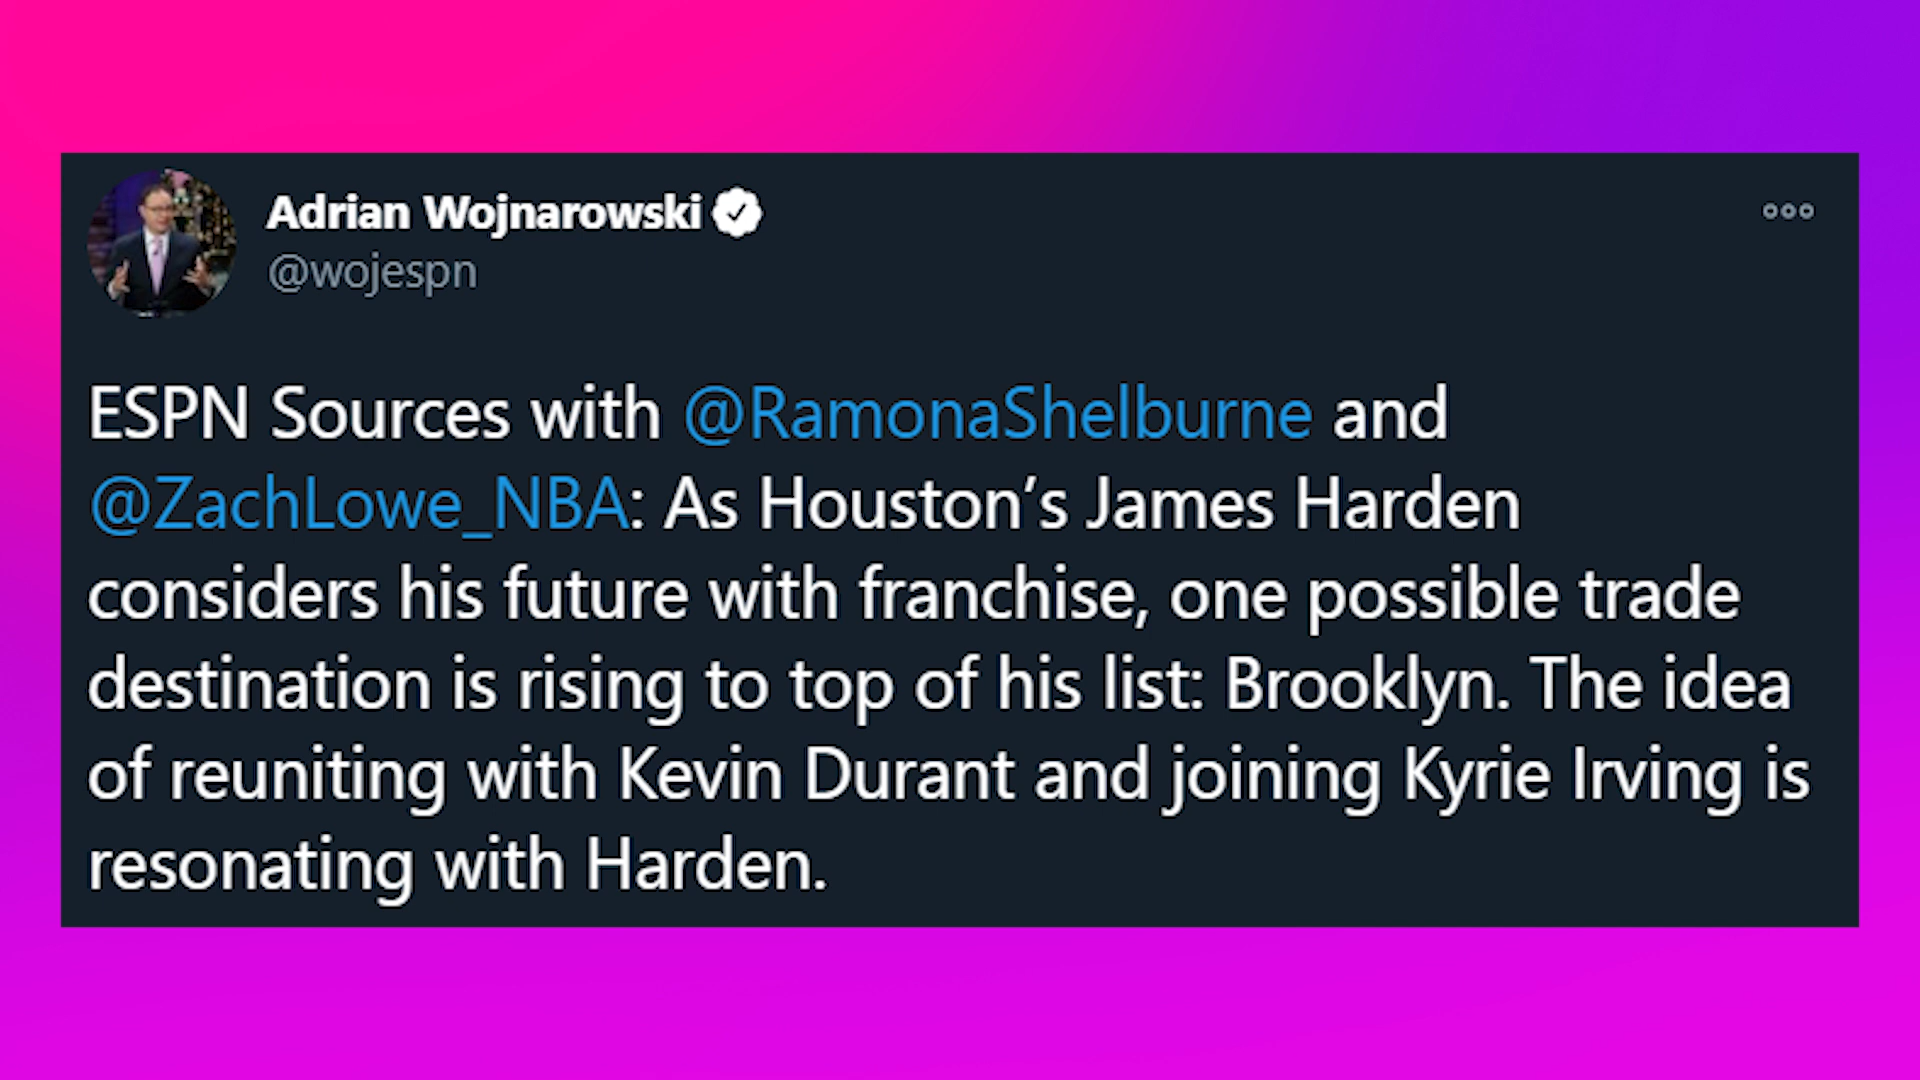 Adrian Wojnarowski
@wojespn
ESPN Sources with @RamonaShelburne and
@ZachLowe_NBA: As Houston’s James Harden
considers his future with franchise, one possible trade
destination is rising to top of his list: Brooklyn. The idea
of reuniting with Kevin Durant and joining Kyrie Irving is
resonating with Harden.